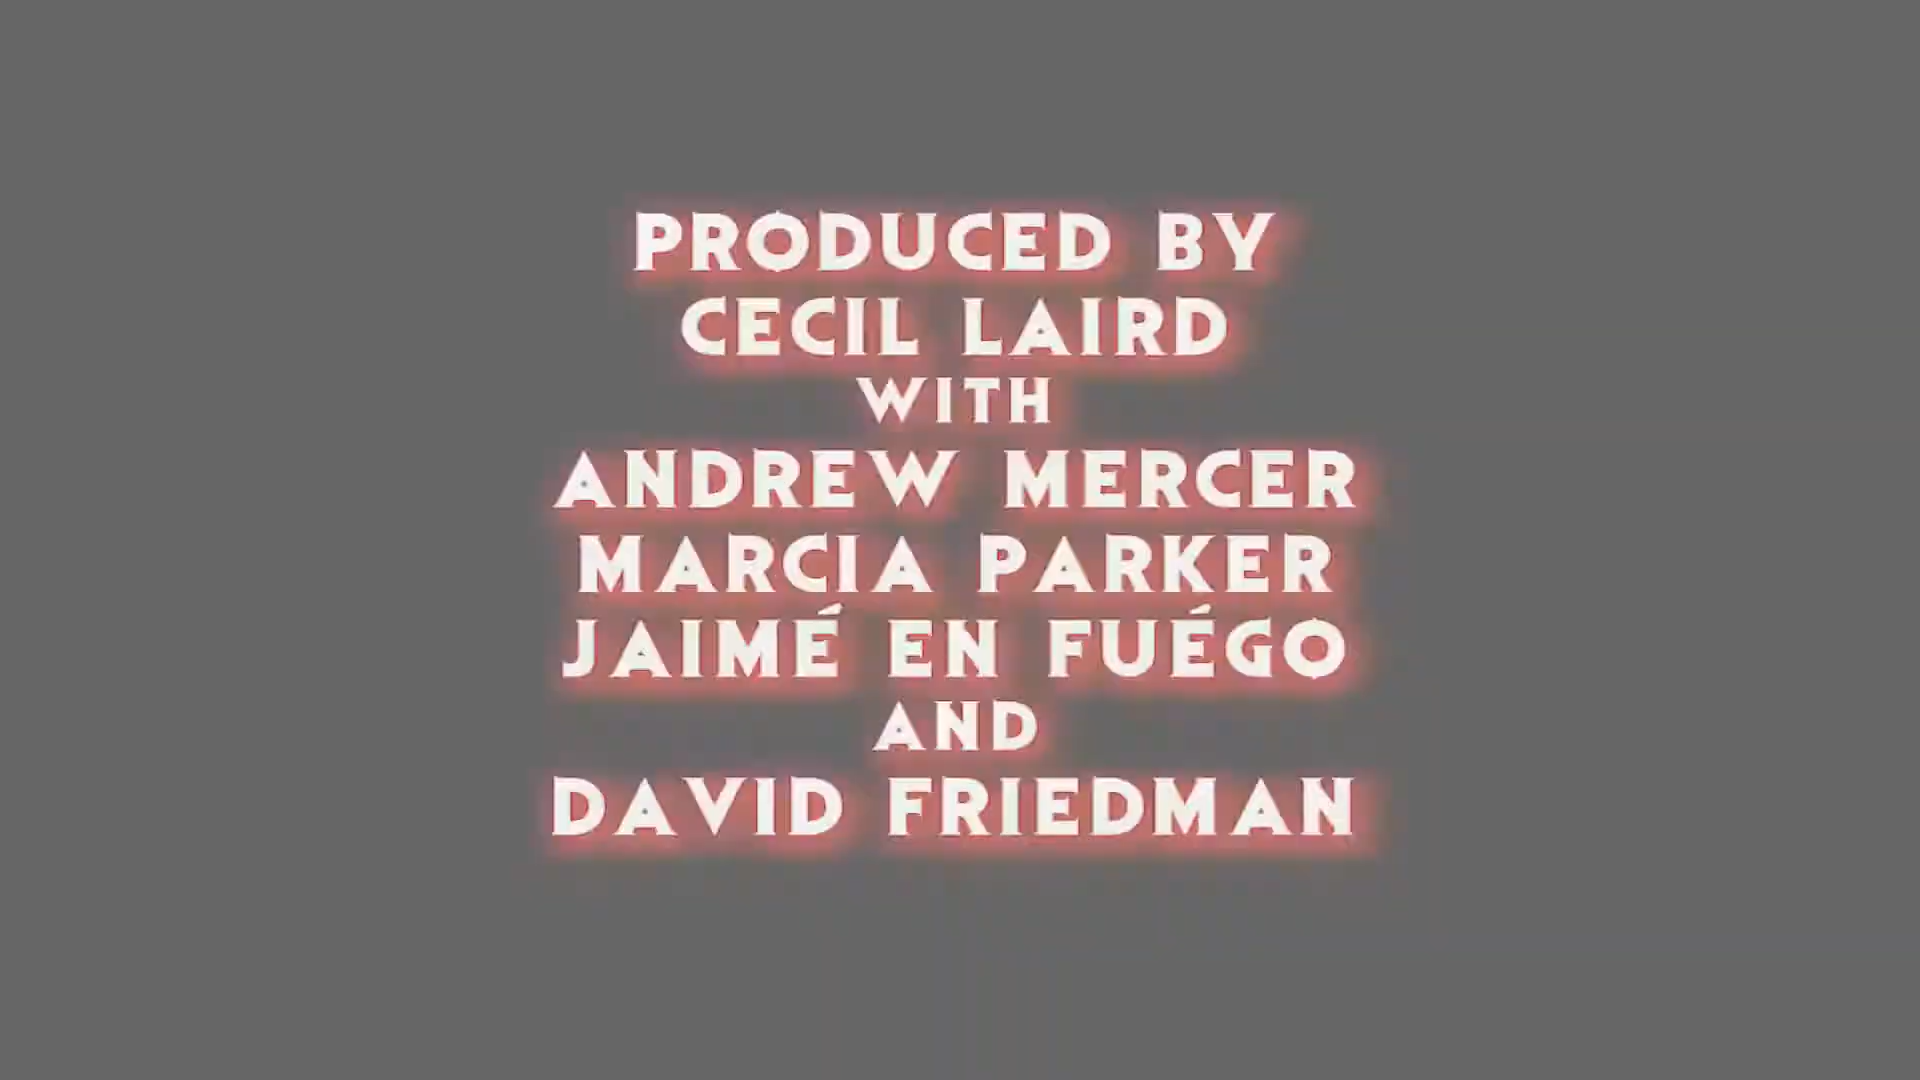 PRODUCED BY
CECIL LAIRD
WITH
ANDREW MERCER
MARCIA PARKER
JAIMÉ EN FUÉGO
AND
DAVID FRIEDMAN